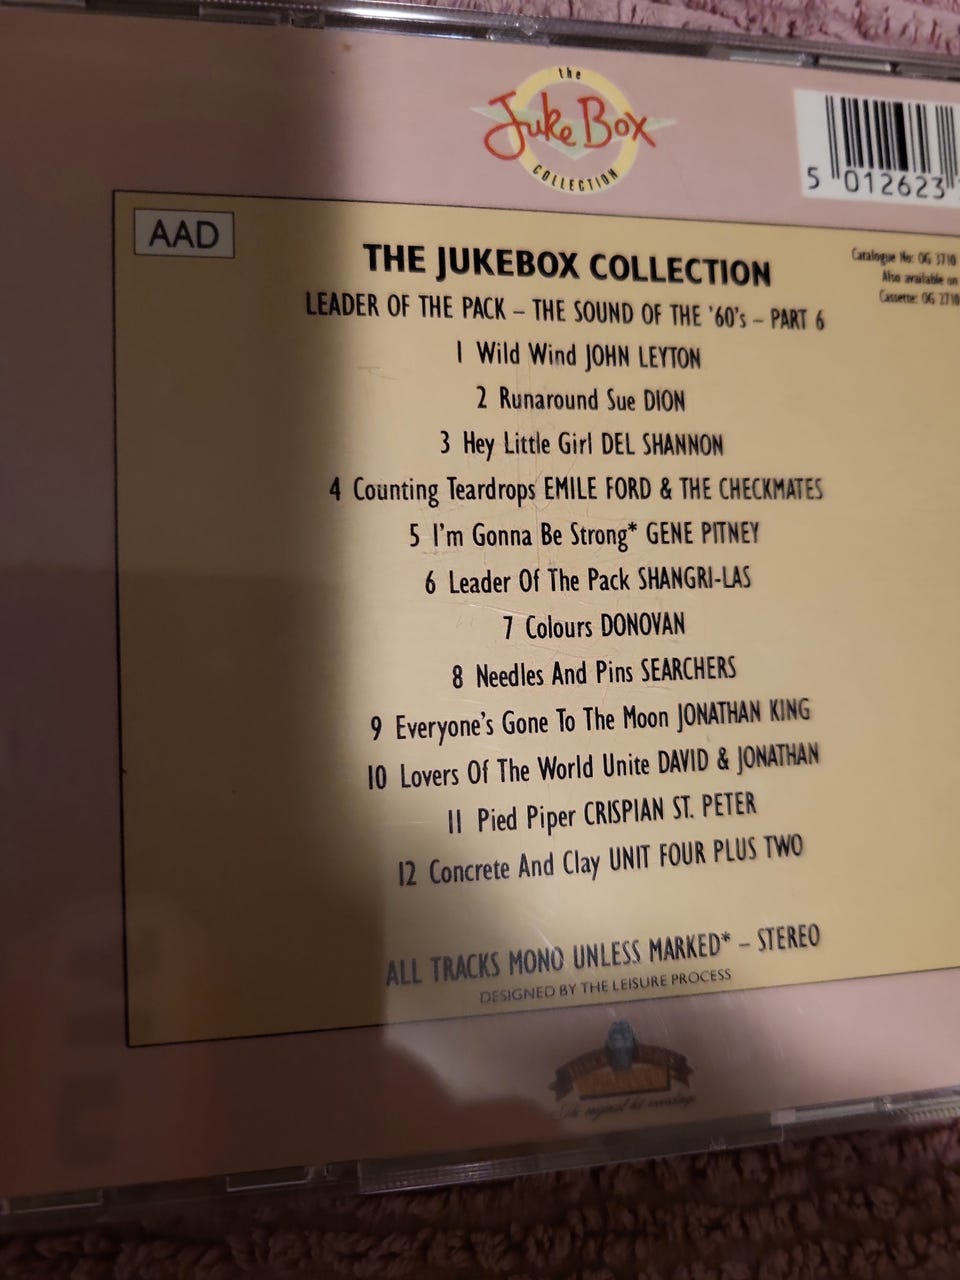 the
Juke Box
COLLECTION
5 012623
AAD
Catalogue No: OG 3710
Also available on
Cassette: OG 2710
THE JUKEBOX COLLECTION
LEADER OF THE PACK – THE SOUND OF THE '60's – PART 6
1 Wild Wind JOHN LEYTON
2 Runaround Sue DION
3 Hey Little Girl DEL SHANNON
4 Counting Teardrops EMILE FORD & THE CHECKMATES
5 I'm Gonna Be Strong* GENE PITNEY
6 Leader Of The Pack SHANGRI-LAS
7 Colours DONOVAN
8 Needles And Pins SEARCHERS
9 Everyone's Gone To The Moon JONATHAN KING
10 Lovers Of The World Unite DAVID & JONATHAN
11 Pied Piper CRISPIAN ST. PETER
12 Concrete And Clay UNIT FOUR PLUS TWO
ALL TRACKS MONO UNLESS MARKED* – STEREO
DESIGNED BY THE LEISURE PROCESS
The original hit recordings